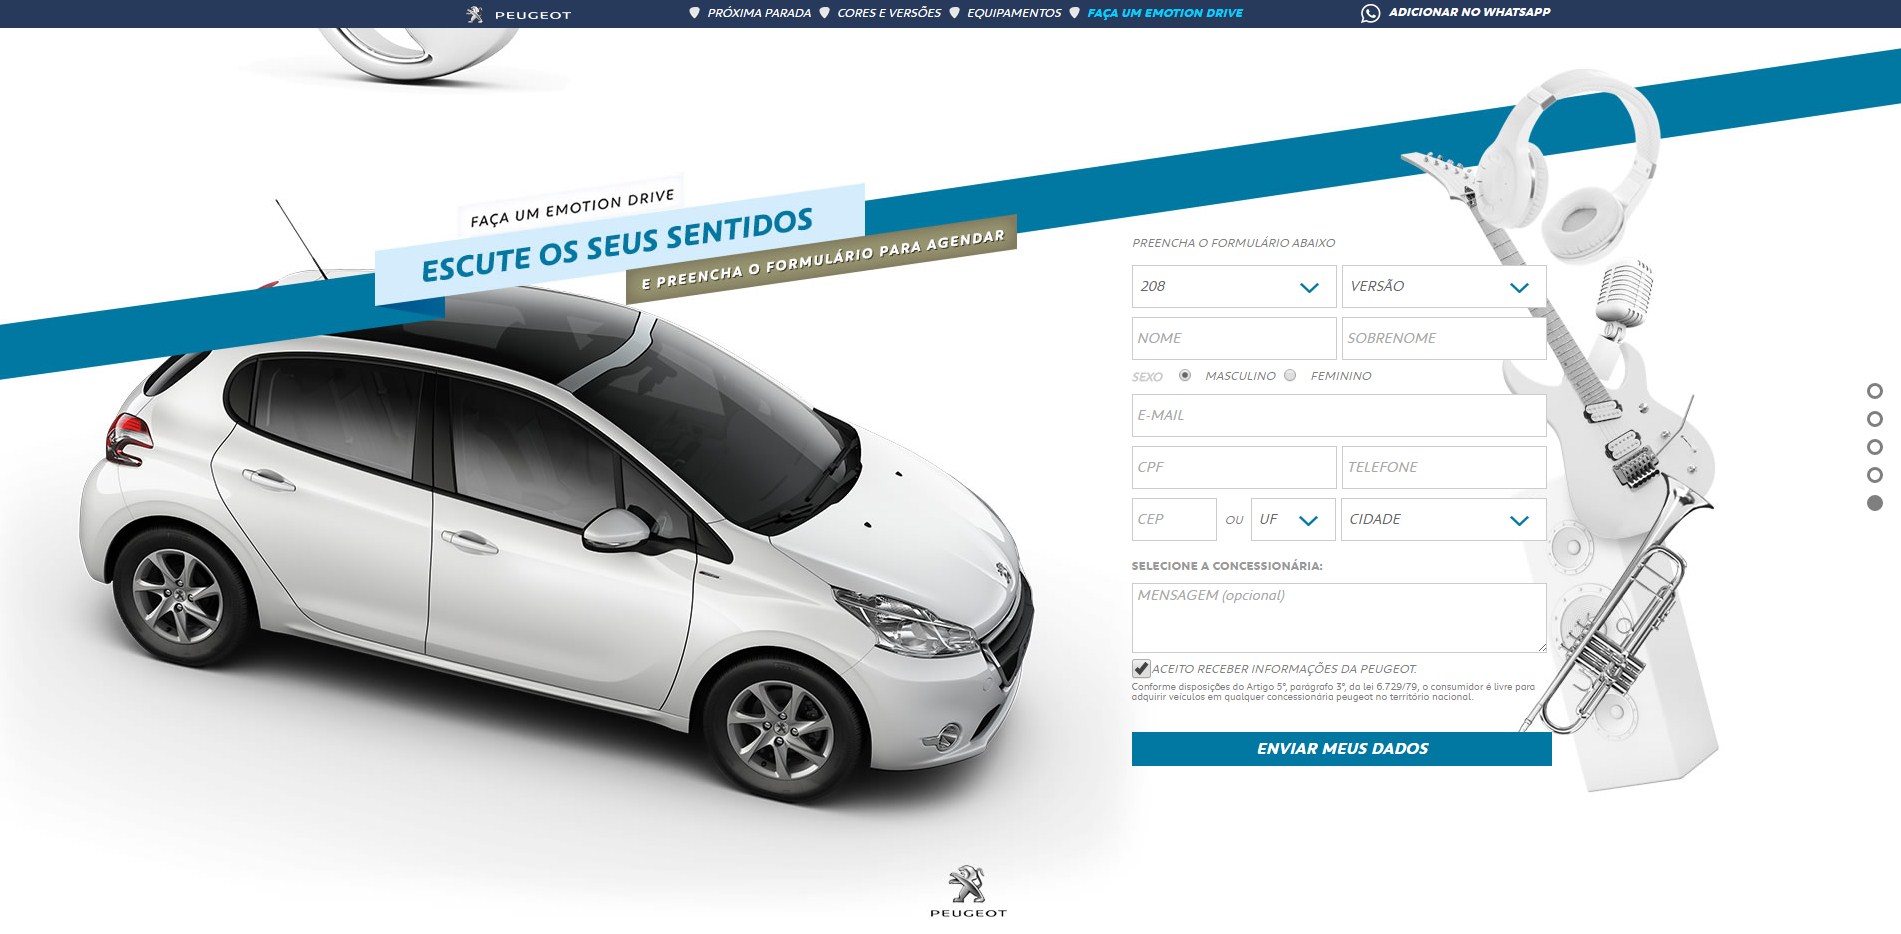 PEUGEOT
PRÓXIMA PARADA
CORES E VERSÕES
EQUIPAMENTOS
FAÇA UM EMOTION DRIVE
ADICIONAR NO WHATSAPP
FAÇA UM EMOTION DRIVE
ESCUTE OS SEUS SENTIDOS
E PREENCHA O FORMULÁRIO PARA AGENDAR
PREENCHA O FORMULÁRIO ABAIXO
208
VERSÃO
NOME
SOBRENOME
SEXO
MASCULINO
FEMININO
E-MAIL
CPF
TELEFONE
CEP
OU
UF
CIDADE
SELECIONE A CONCESSIONÁRIA:
MENSAGEM (opcional)
ACEITO RECEBER INFORMAÇÕES DA PEUGEOT.
Conforme disposições do Artigo 5°, parágrafo 3°, da lei 6.729/79, o consumidor é livre para
adquirir veículos em qualquer concessionária peugeot no território nacional.
ENVIAR MEUS DADOS
PEUGEOT